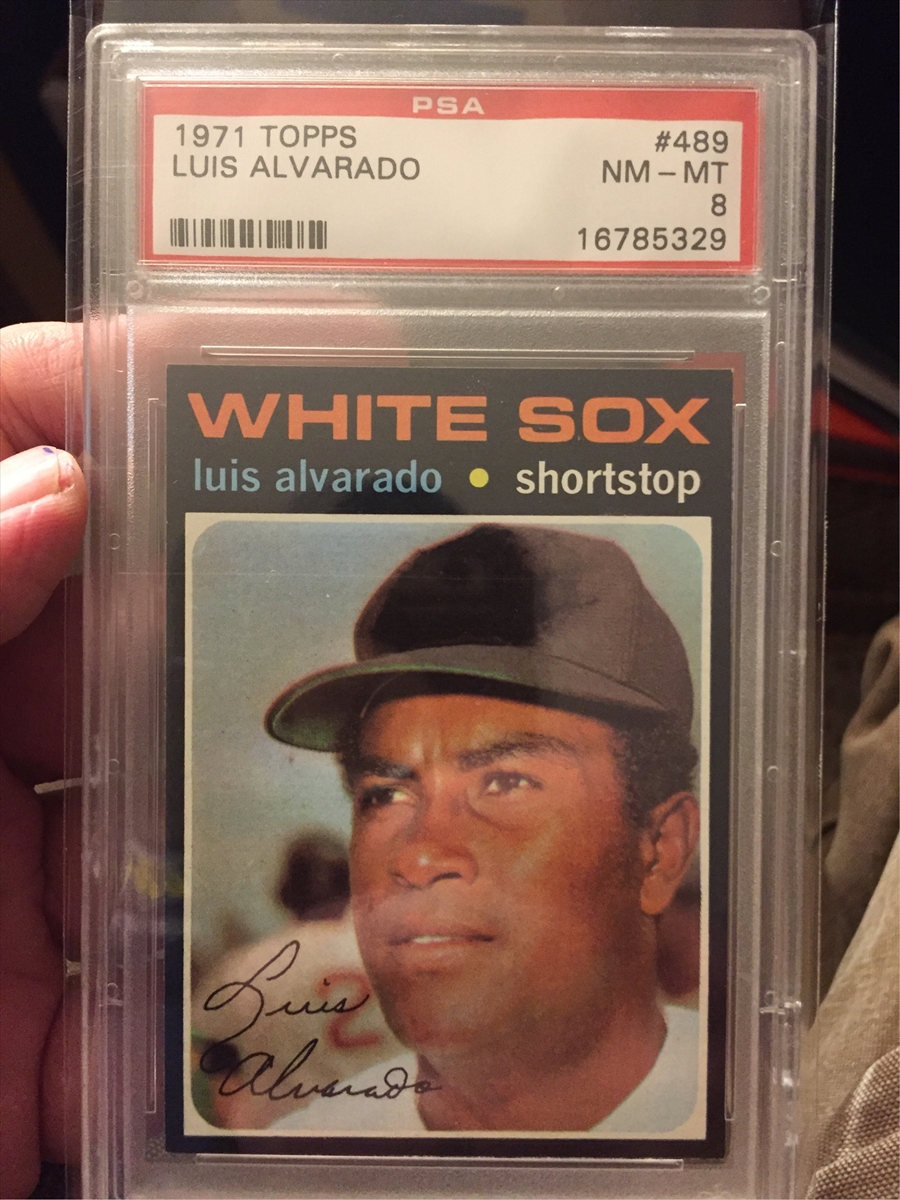 PSA
1971 TOPPS #489
LUIS ALVARADO NM - MT
8
16785329
WHITE SOX
luis alvarado • shortstop
Luis
Alvarado